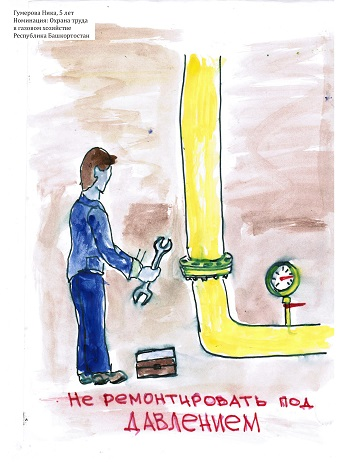 Гумерова Ника, 5 лет
Номинация: Охрана труда
в газовом хозяйстве
Республика Башкортостан
Не ремонтировать под
ДАВЛЕНИЕМ